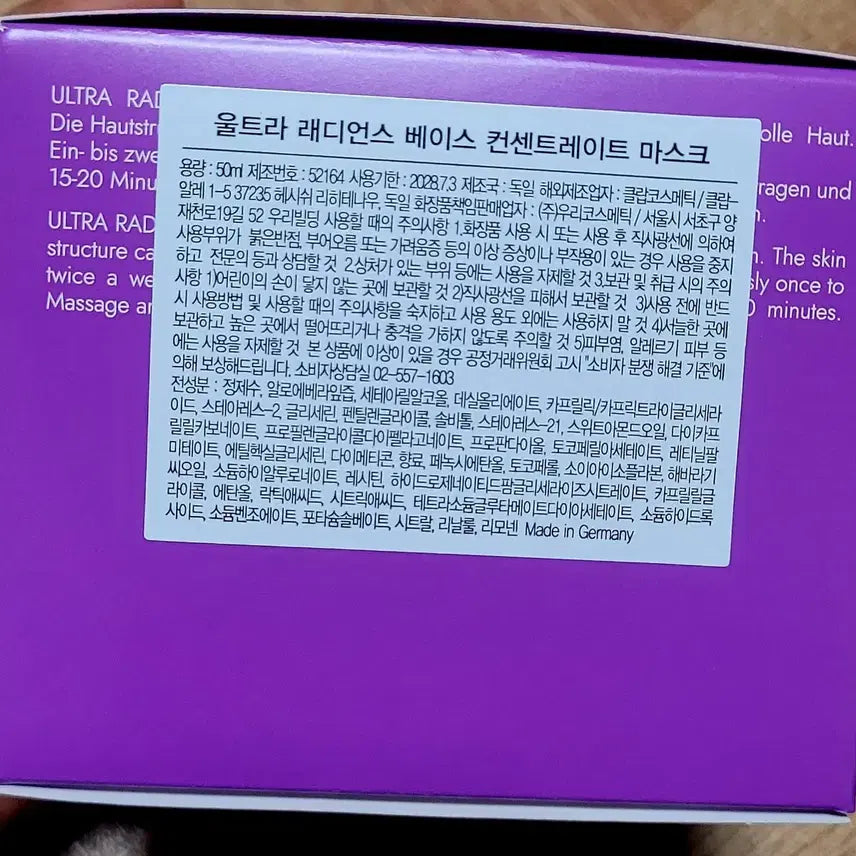 ULTRA RAD
Die Hautstr olle Haut.
Ein- bis zwe ragen und
15-20 Minu n.
ULTRA RAD n. The skin
structure ca sly once to
twice a we 0 minutes.
Massage an
울트라 래디언스 베이스 컨센트레이트 마스크
용량 : 50ml 제조번호 : 52164 사용기한 : 2028.7.3 제조국 : 독일 해외제조업자 : 클랍코스메틱 / 클랍-
알레 1-5 37235 헤시쉬 리히테나우, 독일 화장품책임판매업자 : (주)우리코스메틱 / 서울시 서초구 양
재천로19길 52 우리빌딩 사용할 때의 주의사항 1.화장품 사용 시 또는 사용 후 직사광선에 의하여
사용부위가 붉은반점, 부어오름 또는 가려움증 등의 이상 증상이나 부작용이 있는 경우 사용을 중지
하고 전문의 등과 상담할 것 2.상처가 있는 부위 등에는 사용을 자제할 것 3.보관 및 취급 시의 주의
사항 1)어린이의 손이 닿지 않는 곳에 보관할 것 2)직사광선을 피해서 보관할 것 3)사용 전에 반드
시 사용방법 및 사용할 때의 주의사항을 숙지하고 사용 용도 외에는 사용하지 말 것 4)서늘한 곳에
보관하고 높은 곳에서 떨어뜨리거나 충격을 가하지 않도록 주의할 것 5)피부염, 알레르기 피부 등
에는 사용을 자제할 것 본 상품에 이상이 있을 경우 공정거래위원회 고시 "소비자 분쟁 해결 기준"에
의해 보상해드립니다. 소비자상담실 02-557-1603
전성분 : 정제수, 알로에베라잎즙, 세테아릴알코올, 데실올리에이트, 카프릴릭/카프릭트라이글리세라
이드, 스테아레스-2, 글리세린, 펜틸렌글라이콜, 솔비톨, 스테아레스-21, 스위트아몬드오일, 다이카프
릴릴카보네이트, 프로필렌글라이콜다이펠라고네이트, 프로판다이올, 토코페릴아세테이트, 레티닐팔
미테이트, 에틸헥실글리세린, 다이메티콘, 향료, 페녹시에탄올, 토코페롤, 소이아이소플라본, 해바라기
씨오일, 소듐하이알루로네이트, 레시틴, 하이드로제네이티드팜글리세라이즈시트레이트, 카프릴릴글
라이콜, 에탄올, 락틱애씨드, 시트릭애씨드, 테트라소듐글루타메이트다이아세테이트, 소듐하이드록
사이드, 소듐벤조에이트, 포타슘솔베이트, 시트랄, 리날룰, 리모넨 Made in Germany